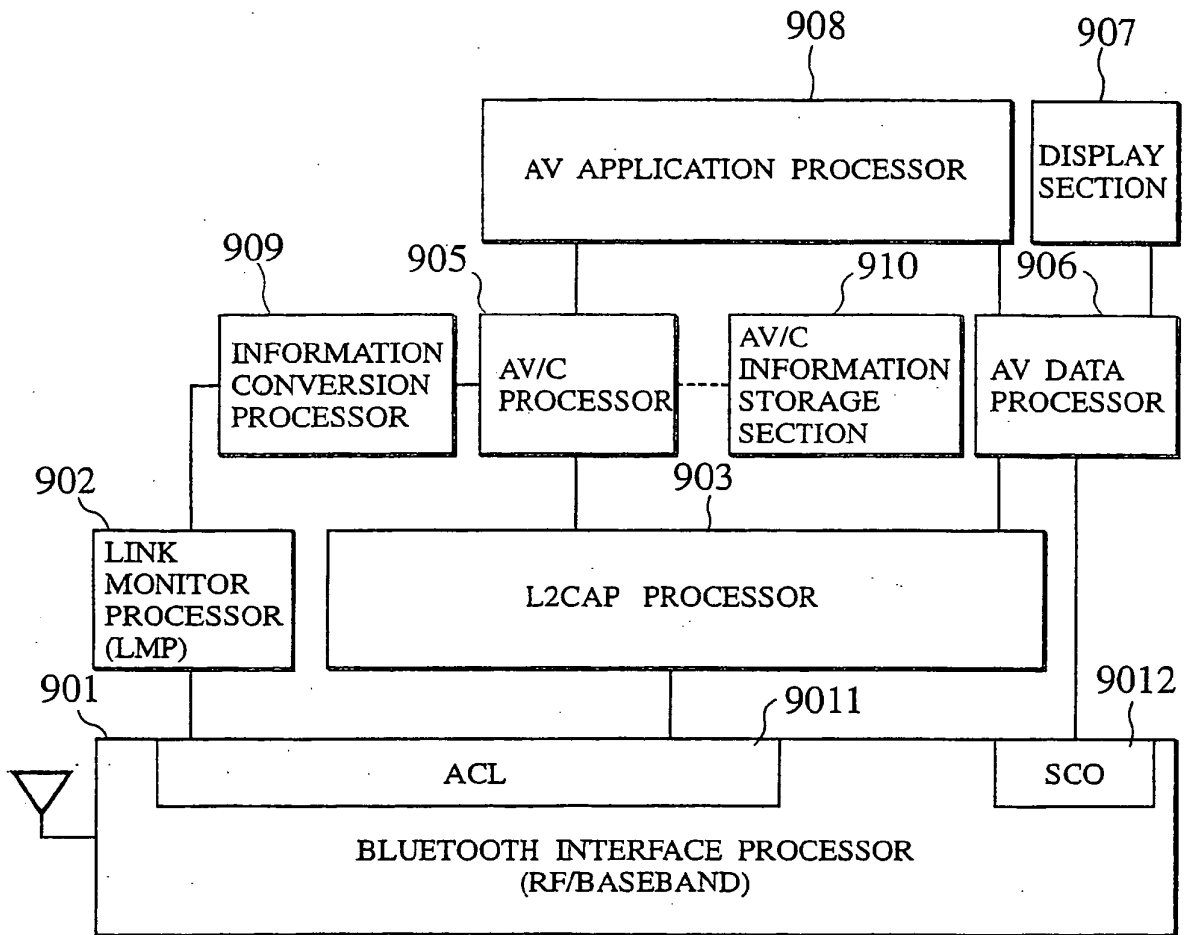 908
907
AV APPLICATION PROCESSOR
DISPLAY
SECTION
909
905
910
906
INFORMATION
CONVERSION
PROCESSOR
AV/C
PROCESSOR
AV/C
INFORMATION
STORAGE
SECTION
AV DATA
PROCESSOR
902
903
LINK
MONITOR
PROCESSOR
(LMP)
L2CAP PROCESSOR
901
9011
9012
ACL
SCO
BLUETOOTH INTERFACE PROCESSOR
(RF/BASEBAND)